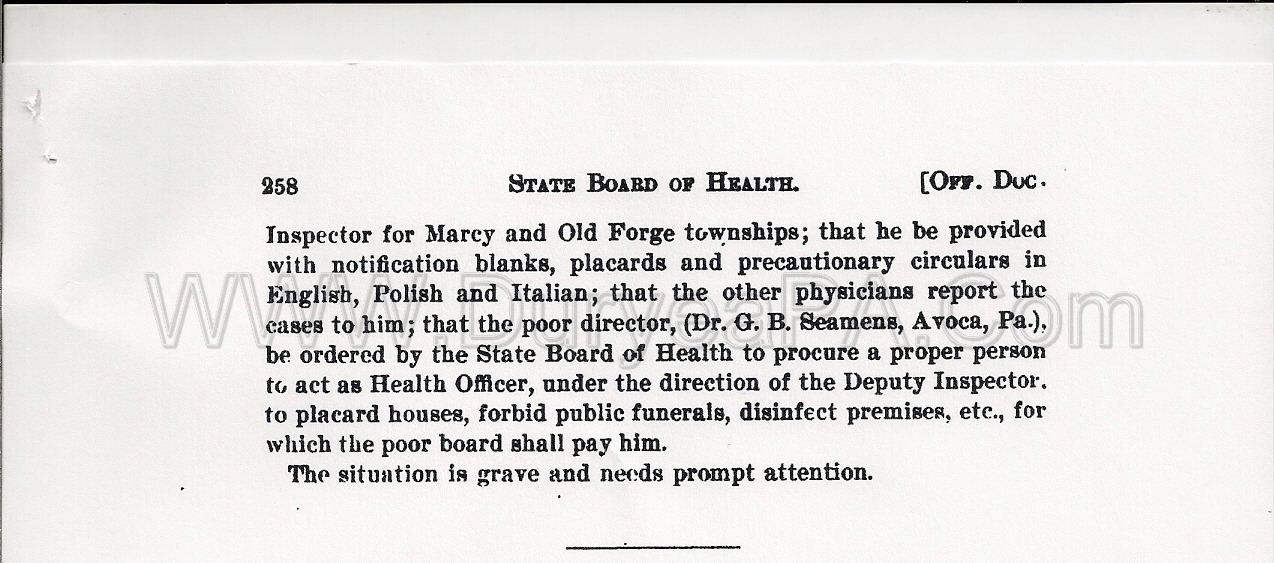 258 STATE BOARD OF HEALTH. [OFF. DOC.
Inspector for Marcy and Old Forge townships; that he be provided
with notification blanks, placards and precautionary circulars in
English, Polish and Italian; that the other physicians report the
cases to him; that the poor director, (Dr. G. B. Seamens, Avoca, Pa.),
be ordered by the State Board of Health to procure a proper person
to act as Health Officer, under the direction of the Deputy Inspector,
to placard houses, forbid public funerals, disinfect premises, etc., for
which the poor board shall pay him.
The situation is grave and needs prompt attention.
WWW.DuryeaPA.Com